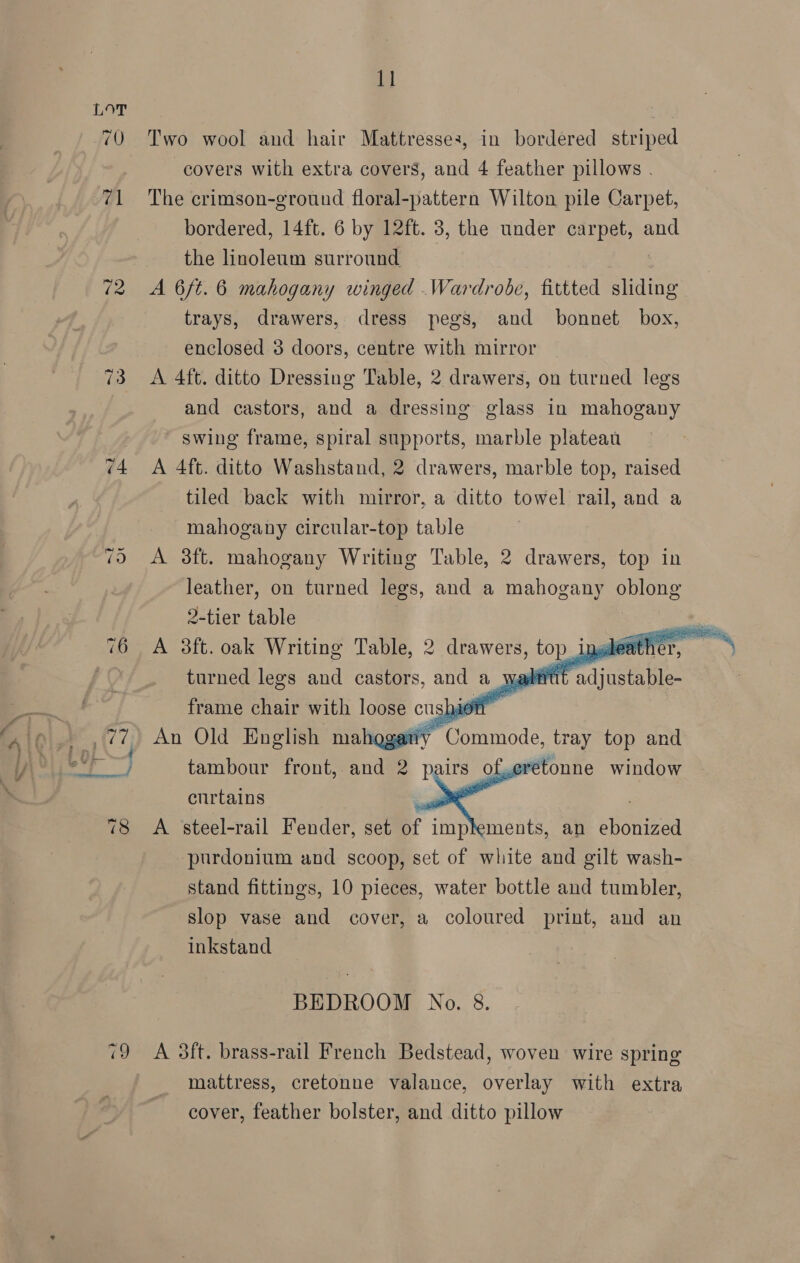 11
LOT
70 Two wool and hair Mattresses, in bordered striped
covers with extra covers, and 4 feather pillows .
71 The crimson-ground floral-pattern Wilton pile Carpet,
bordered, 14ft. 6 by 12ft. 3, the under carpet, and
the linoleum surround
72 A 6ft. 6 mahogany winged Wardrobe, fittted sliding
trays, drawers, dress pegs, and bonnet box,
enclosed 3 doors, centre with mirror
73 A 4ft. ditto Dressing Table, 2 drawers, on turned legs
and castors, and a dressing glass in mahogany
swing frame, spiral supports, marble plateau
74 A 4ft. ditto Washstand, 2 drawers, marble top, raised
tiled back with mirror, a ditto towel rail, and a
mahogany circular-top table
75 A 3ft. mahogany Writing Table, 2 drawers, top in
leather, on turned legs, and a mahogany oblong
2-tier table
76 A 3ft. oak Writing Table, 2 drawers, top in leather,
turned legs and castors, and a walnut adjustable-
frame chair with loose cushion
77 An Old English mahogany Commode, tray top and
tambour front, and 2 pairs of cretonne window
curtains
78 A steel-rail Fender, set of implements, an ebonized
purdonium and scoop, set of white and gilt wash-
stand fittings, 10 pieces, water bottle and tumbler,
slop vase and cover, a coloured print, and an
inkstand
BEDROOM No. 8.
79 A 3ft. brass-rail French Bedstead, woven wire spring
mattress, cretonne valance, overlay with extra
cover, feather bolster, and ditto pillow